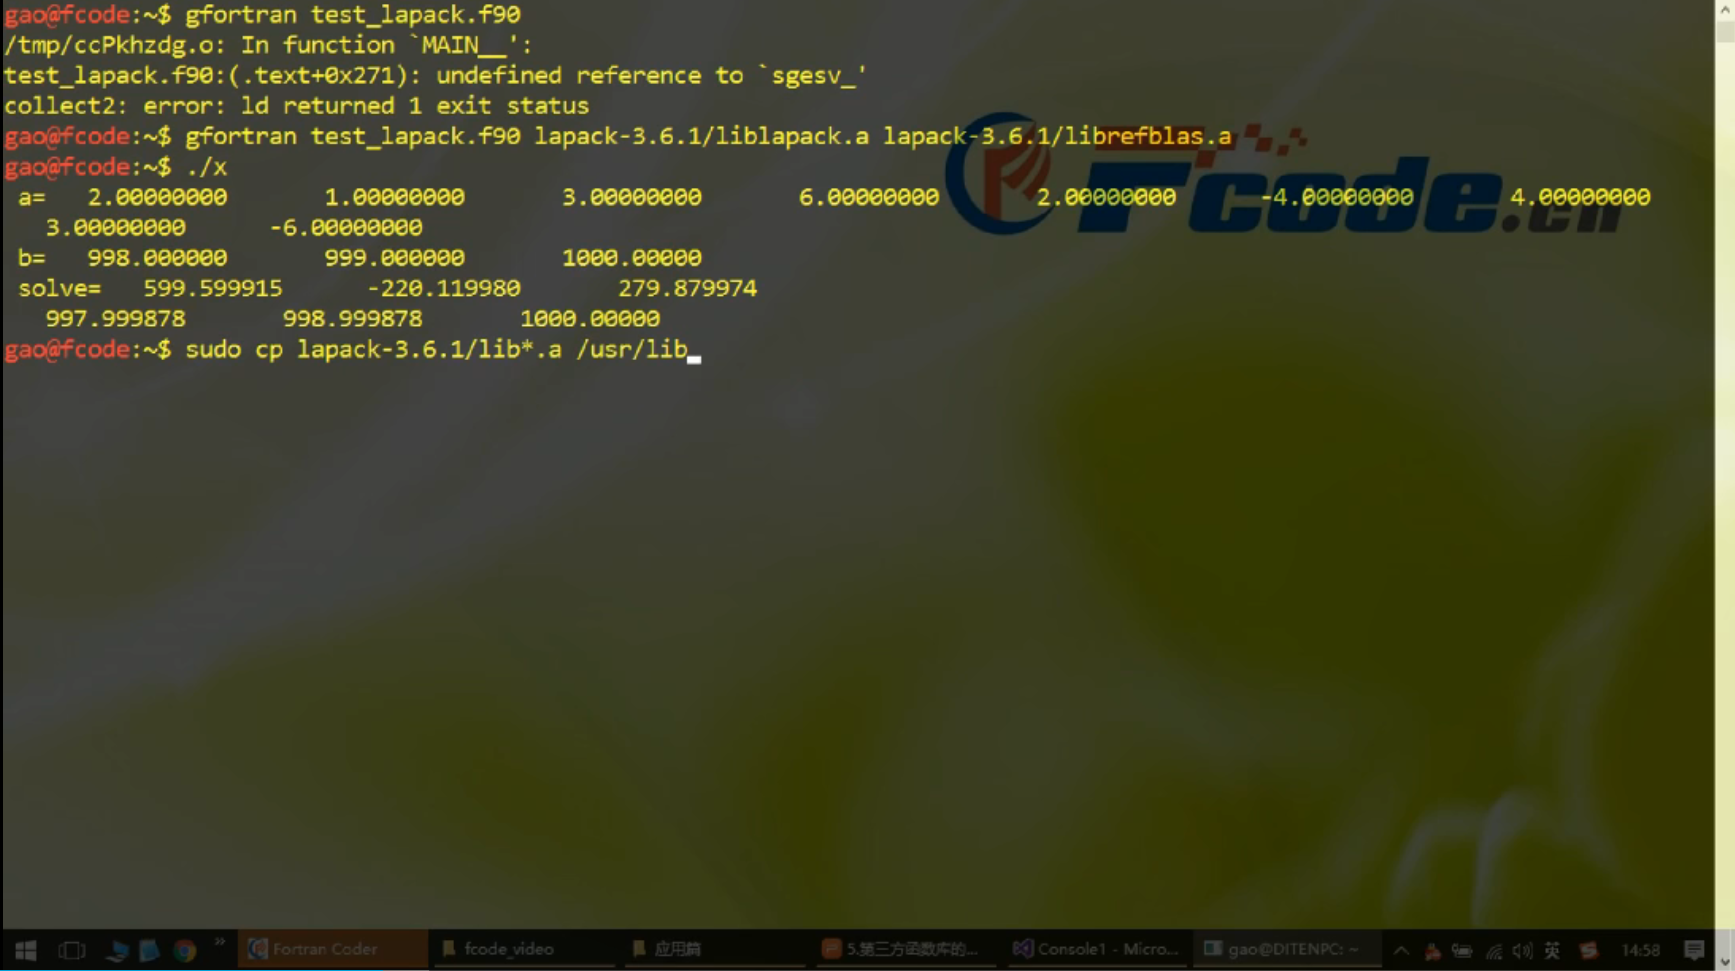 gao@fcode:~$ gfortran test_lapack.f90
/tmp/ccPkhzdg.o: In function `MAIN__':
test_lapack.f90:(.text+0x271): undefined reference to `sgesv_'
collect2: error: ld returned 1 exit status
gao@fcode:~$ gfortran test_lapack.f90 lapack-3.6.1/liblapack.a lapack-3.6.1/librefblas.a
gao@fcode:~$ ./x
a= 2.00000000 1.00000000 3.00000000 6.00000000 2.00000000 -4.00000000 4.00000000
3.00000000 -6.00000000
b= 998.000000 999.000000 1000.00000
solve= 599.599915 -220.119980 279.879974
997.999878 998.999878 1000.00000
gao@fcode:~$ sudo cp lapack-3.6.1/lib*.a /usr/lib_
Fcode.cn
Fortran Coder
fcode_video
应用篇
5.第三方函数库的...
Console1 - Micro...
gao@DITENPC: ~
英
14:58